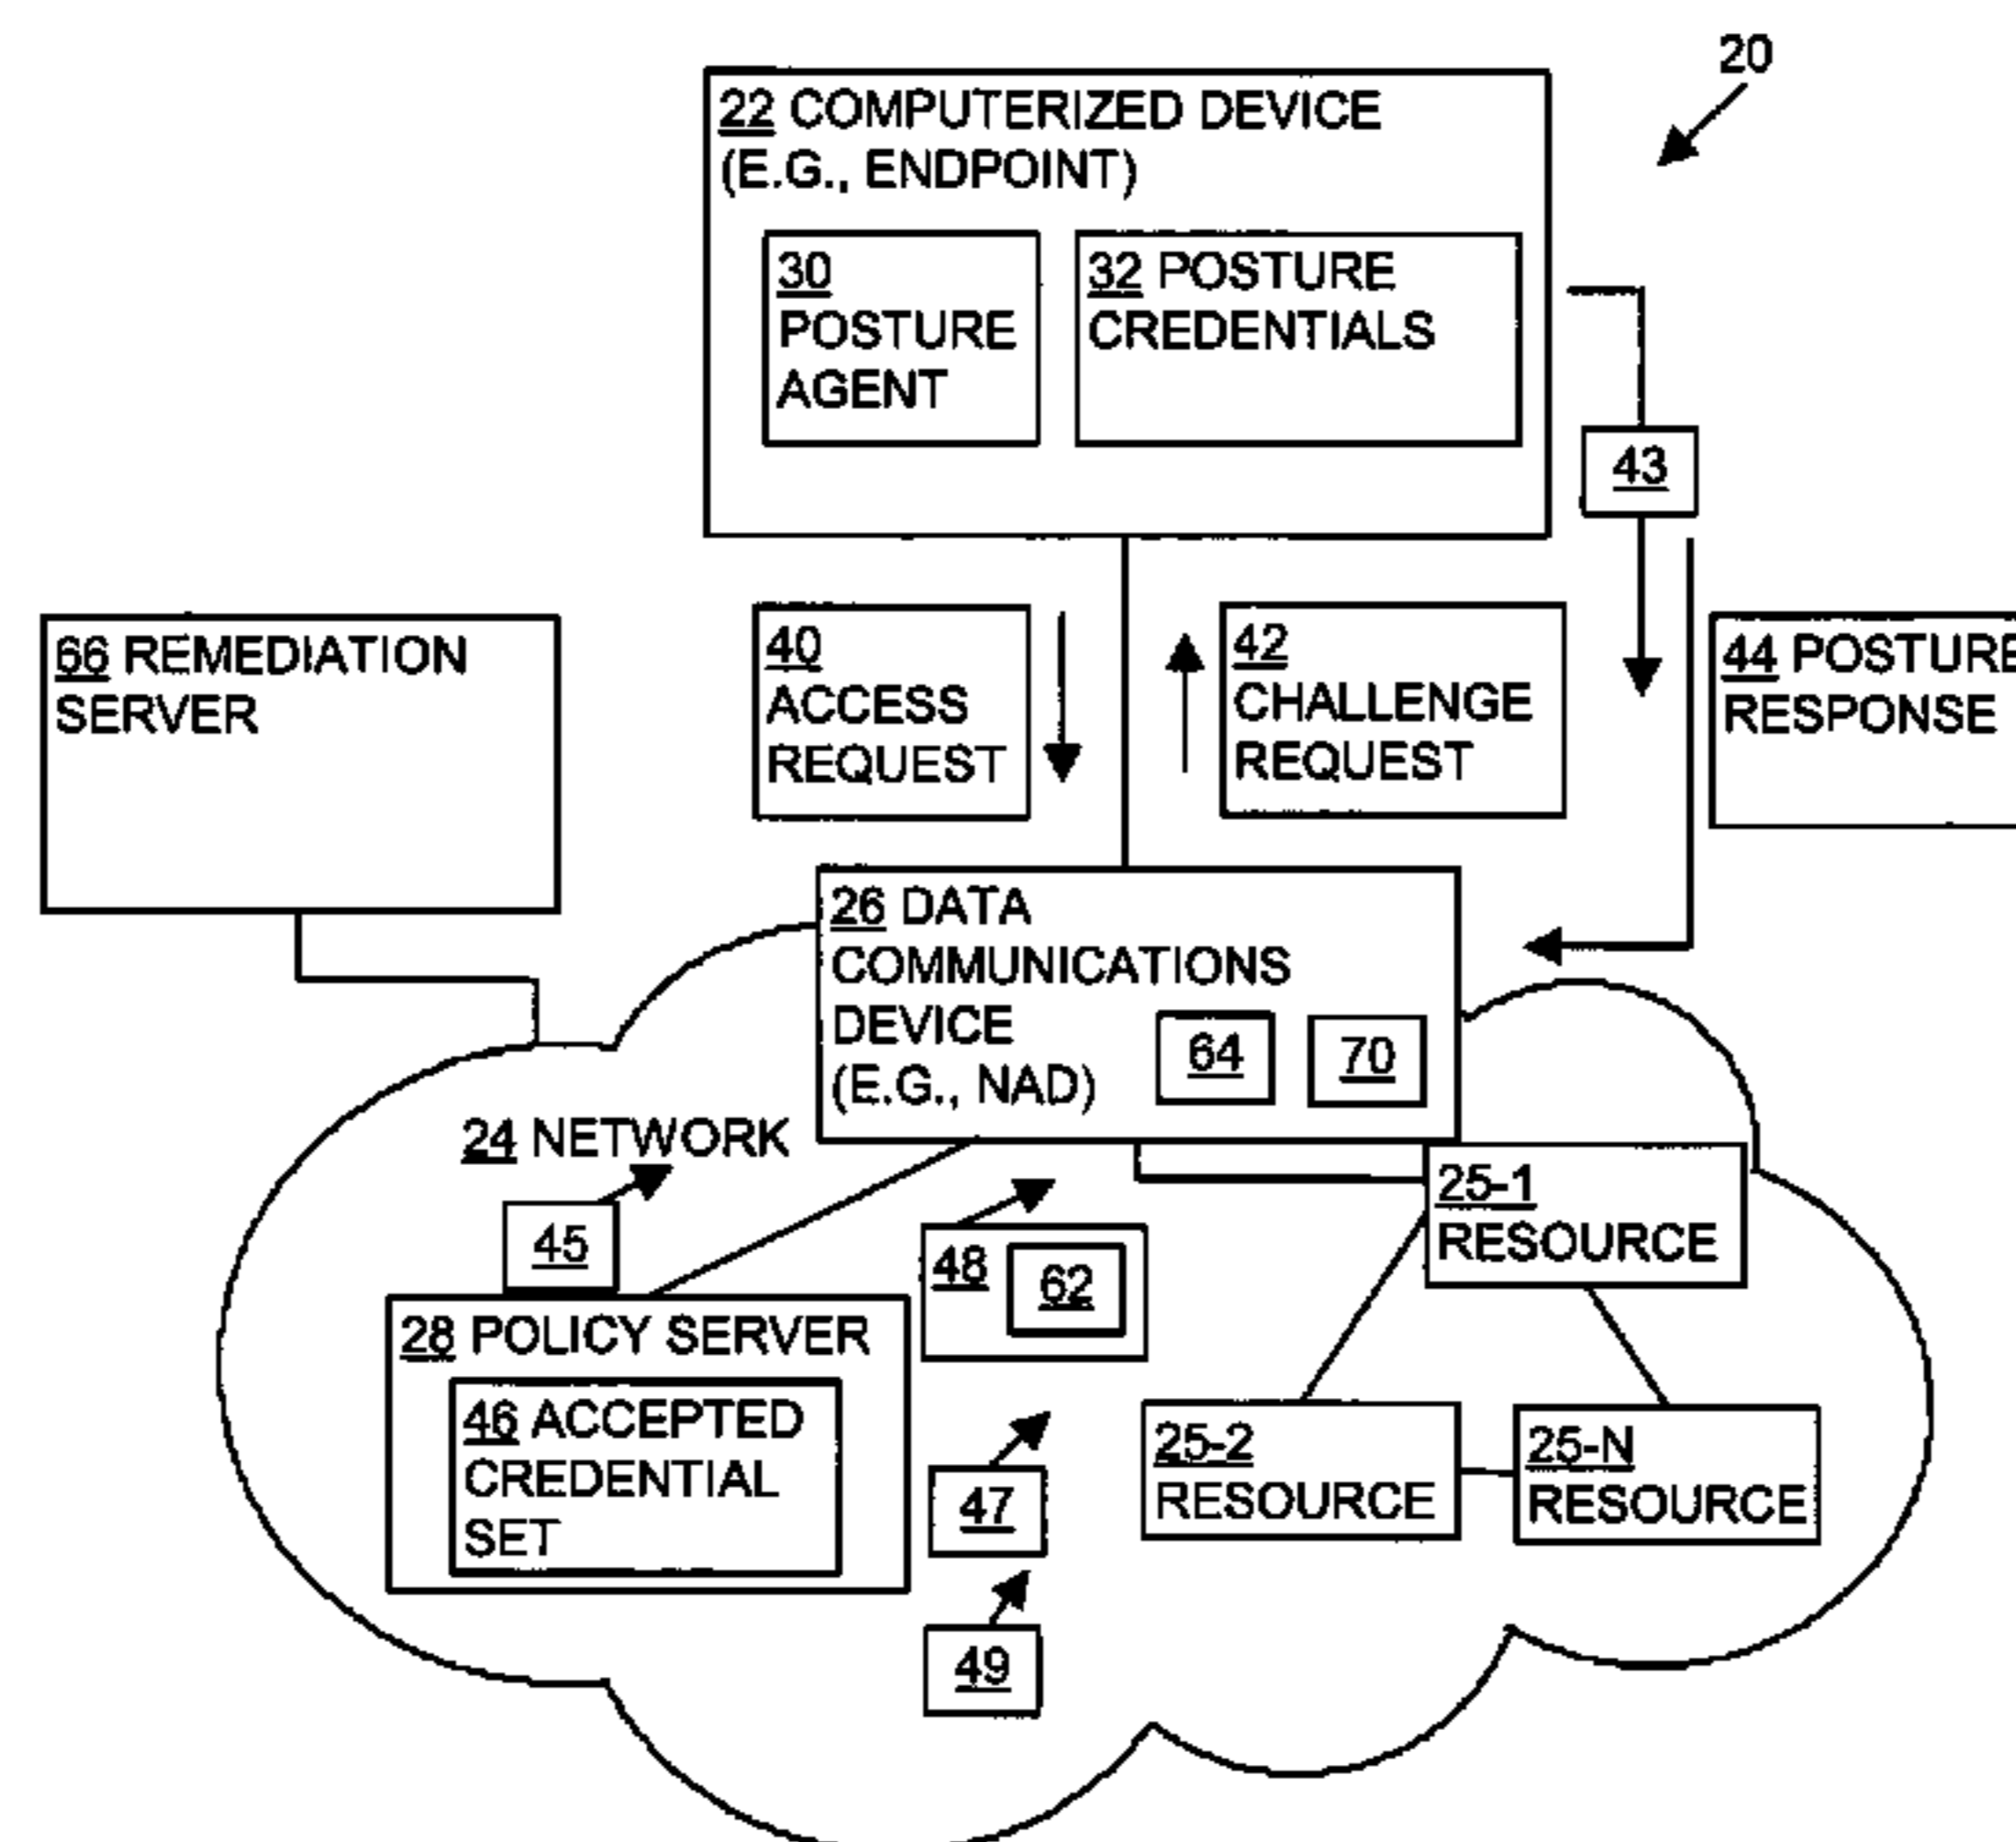 20
22 COMPUTERIZED DEVICE
(E.G., ENDPOINT)
30
POSTURE
AGENT
32 POSTURE
CREDENTIALS
43
66 REMEDIATION
SERVER
40
ACCESS
REQUEST
42
CHALLENGE
REQUEST
44 POSTURE
RESPONSE
26 DATA
COMMUNICATIONS
DEVICE
(E.G., NAD)
64
70
24 NETWORK
45
48
62
25-1
RESOURCE
28 POLICY SERVER
46 ACCEPTED
CREDENTIAL
SET
47
25-2
RESOURCE
25-N
RESOURCE
49